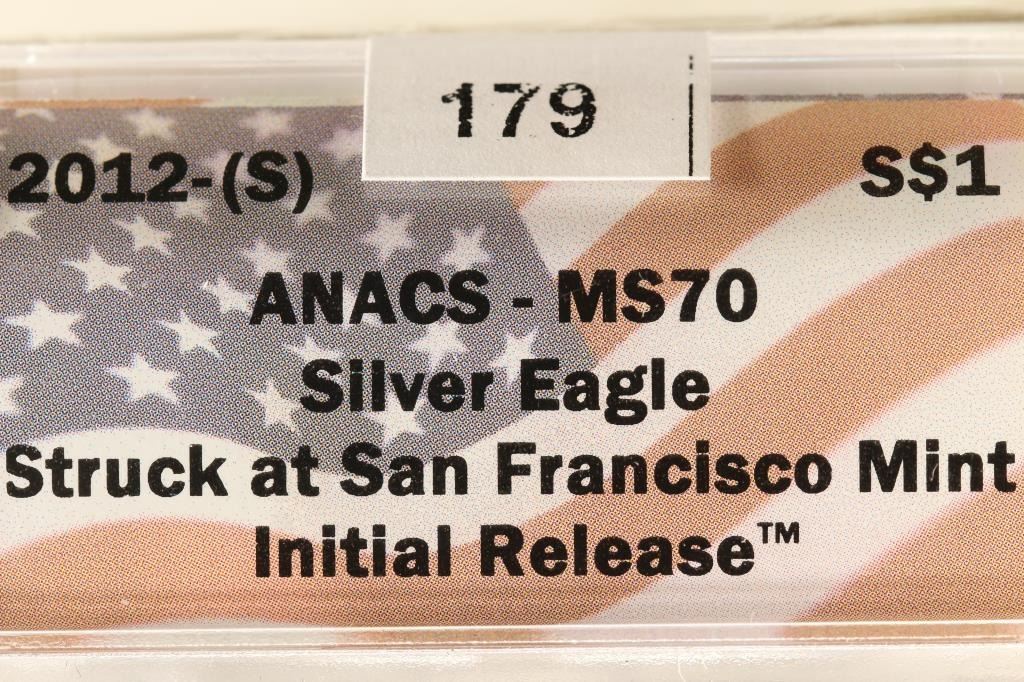 179
2012-(S) S$1
ANACS - MS70
Silver Eagle
Struck at San Francisco Mint
Initial Release™